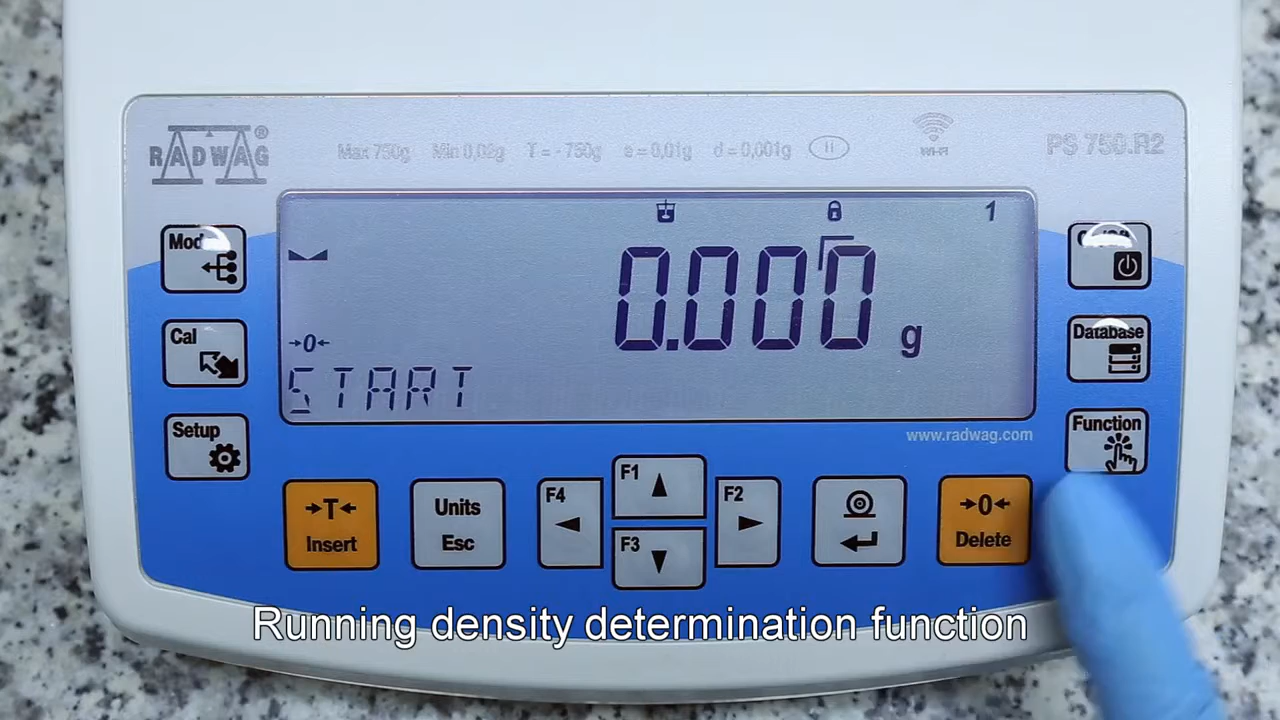 RADWAG®
Max 750g Min 0,02g T = - 750g e = 0,01g d = 0,001g II
WI-FI
PS 750.R2
1
0.000 g
→0←
START
Mode
Cal
Setup
Database
Function
www.radwag.com
→T←
Insert
Units
Esc
F4
F1
F3
F2
→0←
Delete
Running density determination function